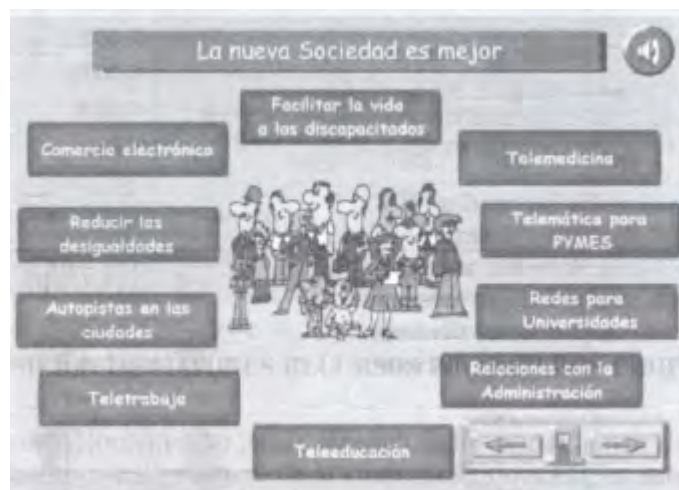 La nueva Sociedad es mejor
Facilitar la vida
a los discapacitados
Comercio electrónico
Telemedicina
Reducir las
desigualdades
Telemática para
PYMES
Autopistas en las
ciudades
Redes para
Universidades
Relaciones con la
Administración
Teletrabajo
Teleeducación